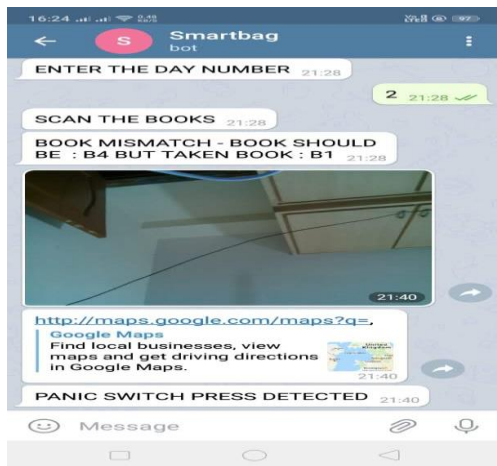 16:24
Smartbag
S
bot
ENTER THE DAY NUMBER 21:28
2 21:28
SCAN THE BOOKS 21:28
BOOK MISMATCH - BOOK SHOULD
BE : B4 BUT TAKEN BOOK : B1 21:28
21:40
http://maps.google.com/maps?q=,
Google Maps
Find local businesses, view
maps and get driving directions
in Google Maps.
21:40
PANIC SWITCH PRESS DETECTED 21:40
Message